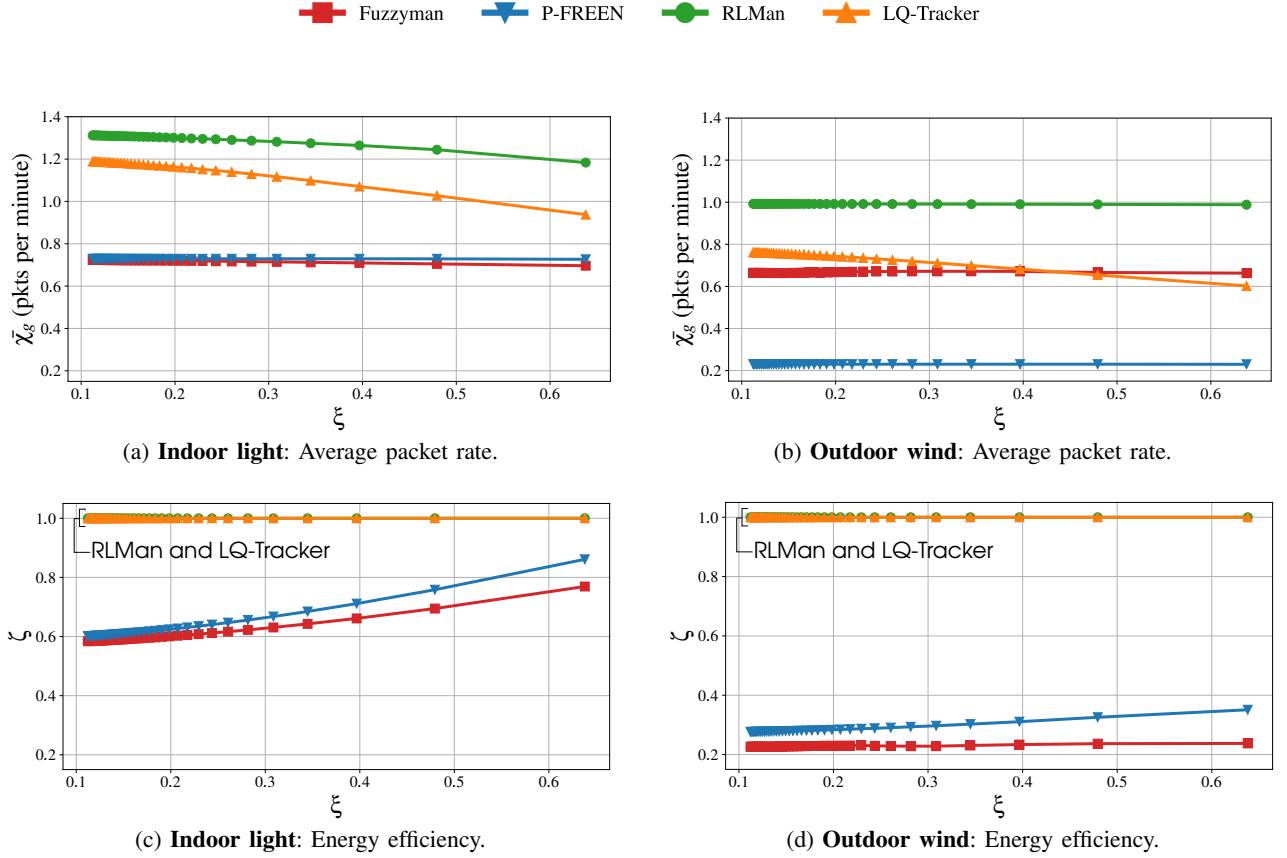 Fuzzyman P-FREEN RLMan LQ-Tracker
1.4
1.2
1.0
0.8
0.6
0.4
0.2
χ̄g (pkts per minute)
0.1 0.2 0.3 0.4 0.5 0.6
ξ
(a) Indoor light: Average packet rate.
1.4
1.2
1.0
0.8
0.6
0.4
0.2
χ̄g (pkts per minute)
0.1 0.2 0.3 0.4 0.5 0.6
ξ
(b) Outdoor wind: Average packet rate.
1.0
0.8
0.6
0.4
0.2
ζ
RLMan and LQ-Tracker
0.1 0.2 0.3 0.4 0.5 0.6
ξ
(c) Indoor light: Energy efficiency.
1.0
0.8
0.6
0.4
0.2
ζ
RLMan and LQ-Tracker
0.1 0.2 0.3 0.4 0.5 0.6
ξ
(d) Outdoor wind: Energy efficiency.